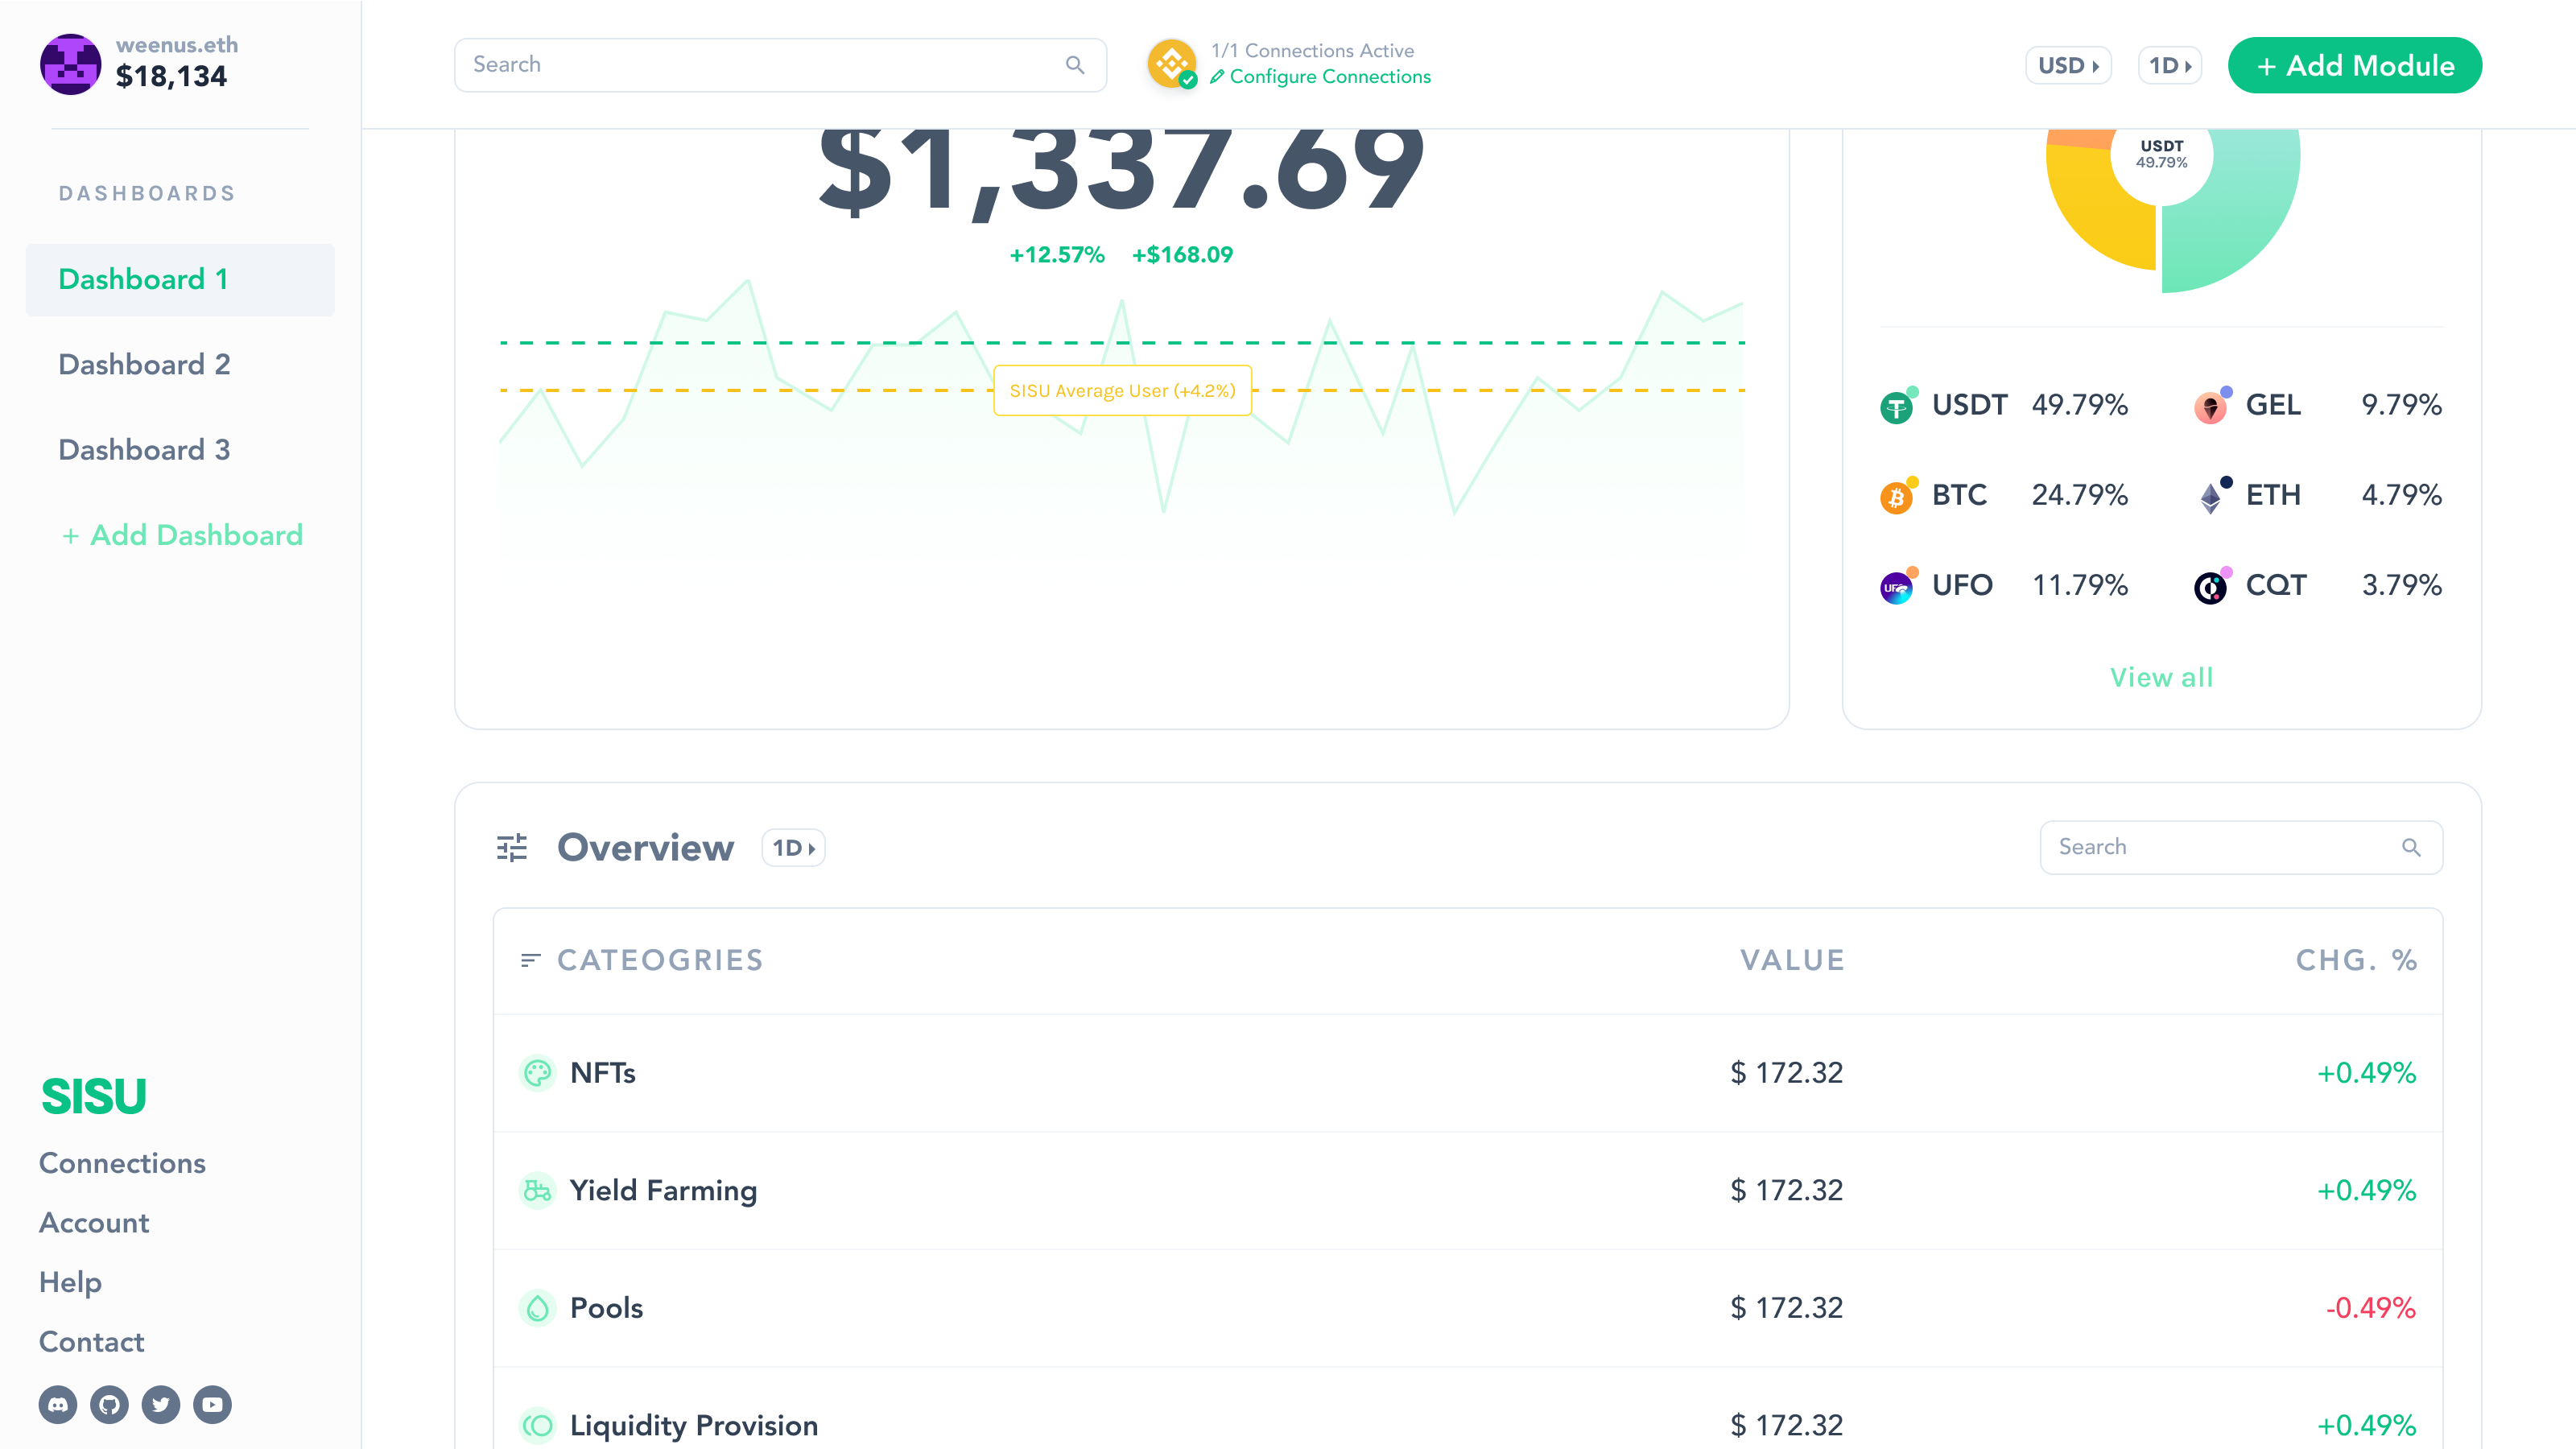 weenus.eth
$18,134
DASHBOARDS
Dashboard 1
Dashboard 2
Dashboard 3
+ Add Dashboard
SISU
Connections
Account
Help
Contact
Search
1/1 Connections Active
Configure Connections
USD
1D
+ Add Module
$1,337.69
+12.57% +$168.09
SISU Average User (+4.2%)
USDT
49.79%
USDT 49.79%
GEL 9.79%
BTC 24.79%
ETH 4.79%
UFO 11.79%
CQT 3.79%
View all
Overview
1D
Search
CATEOGRIES VALUE CHG. %
NFTs $ 172.32 +0.49%
Yield Farming $ 172.32 +0.49%
Pools $ 172.32 -0.49%
Liquidity Provision $ 172.32 +0.49%